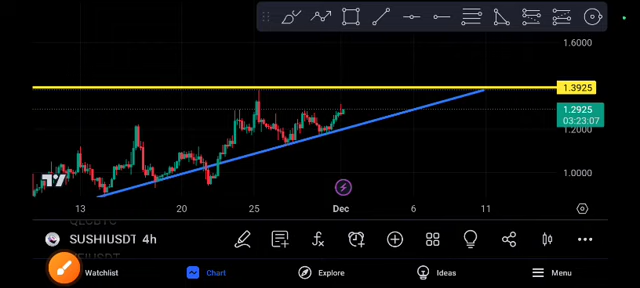 1.6000
1.3925
1.2925
03:23:07
1.2000
1.0000
13 20 25 Dec 6 11
SUSHIUSDT 4h
Watchlist Chart Explore Ideas Menu